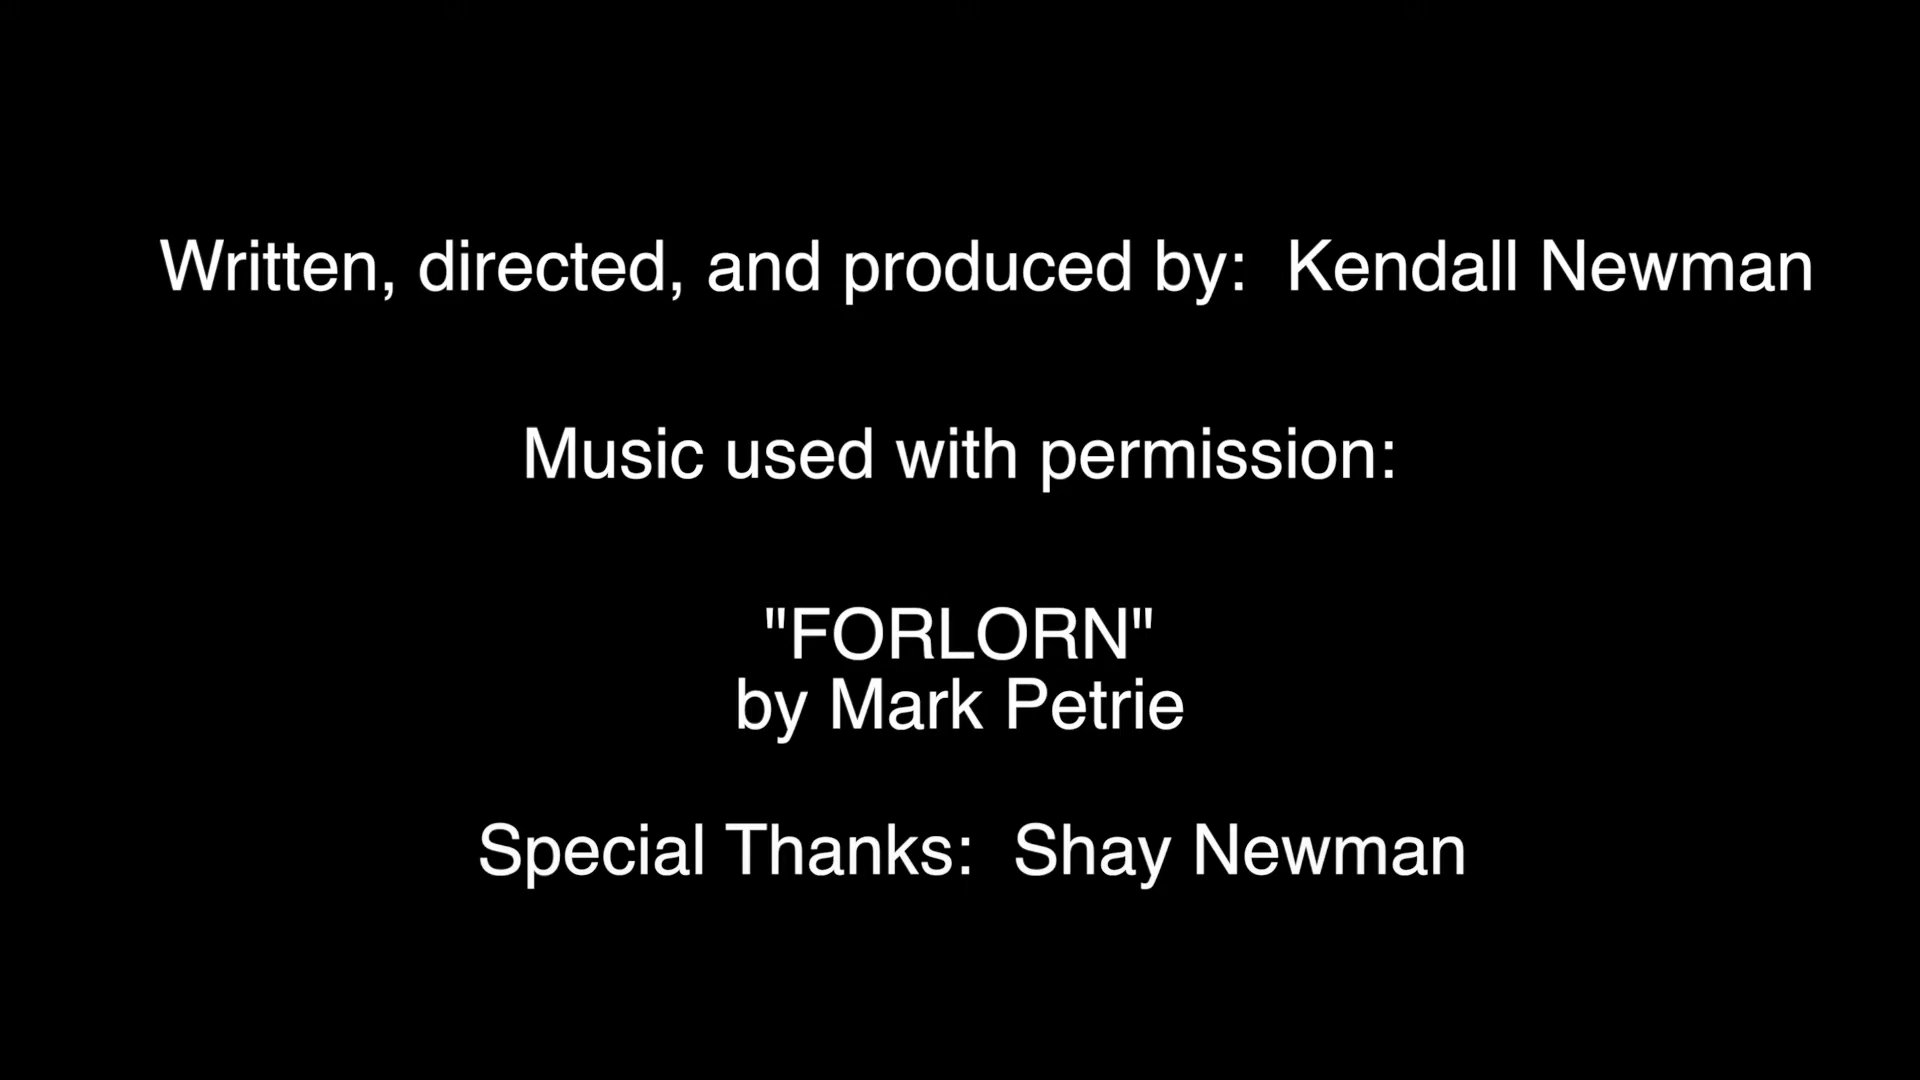 Written, directed, and produced by:  Kendall Newman
Music used with permission:
"FORLORN"
by Mark Petrie
Special Thanks:  Shay Newman